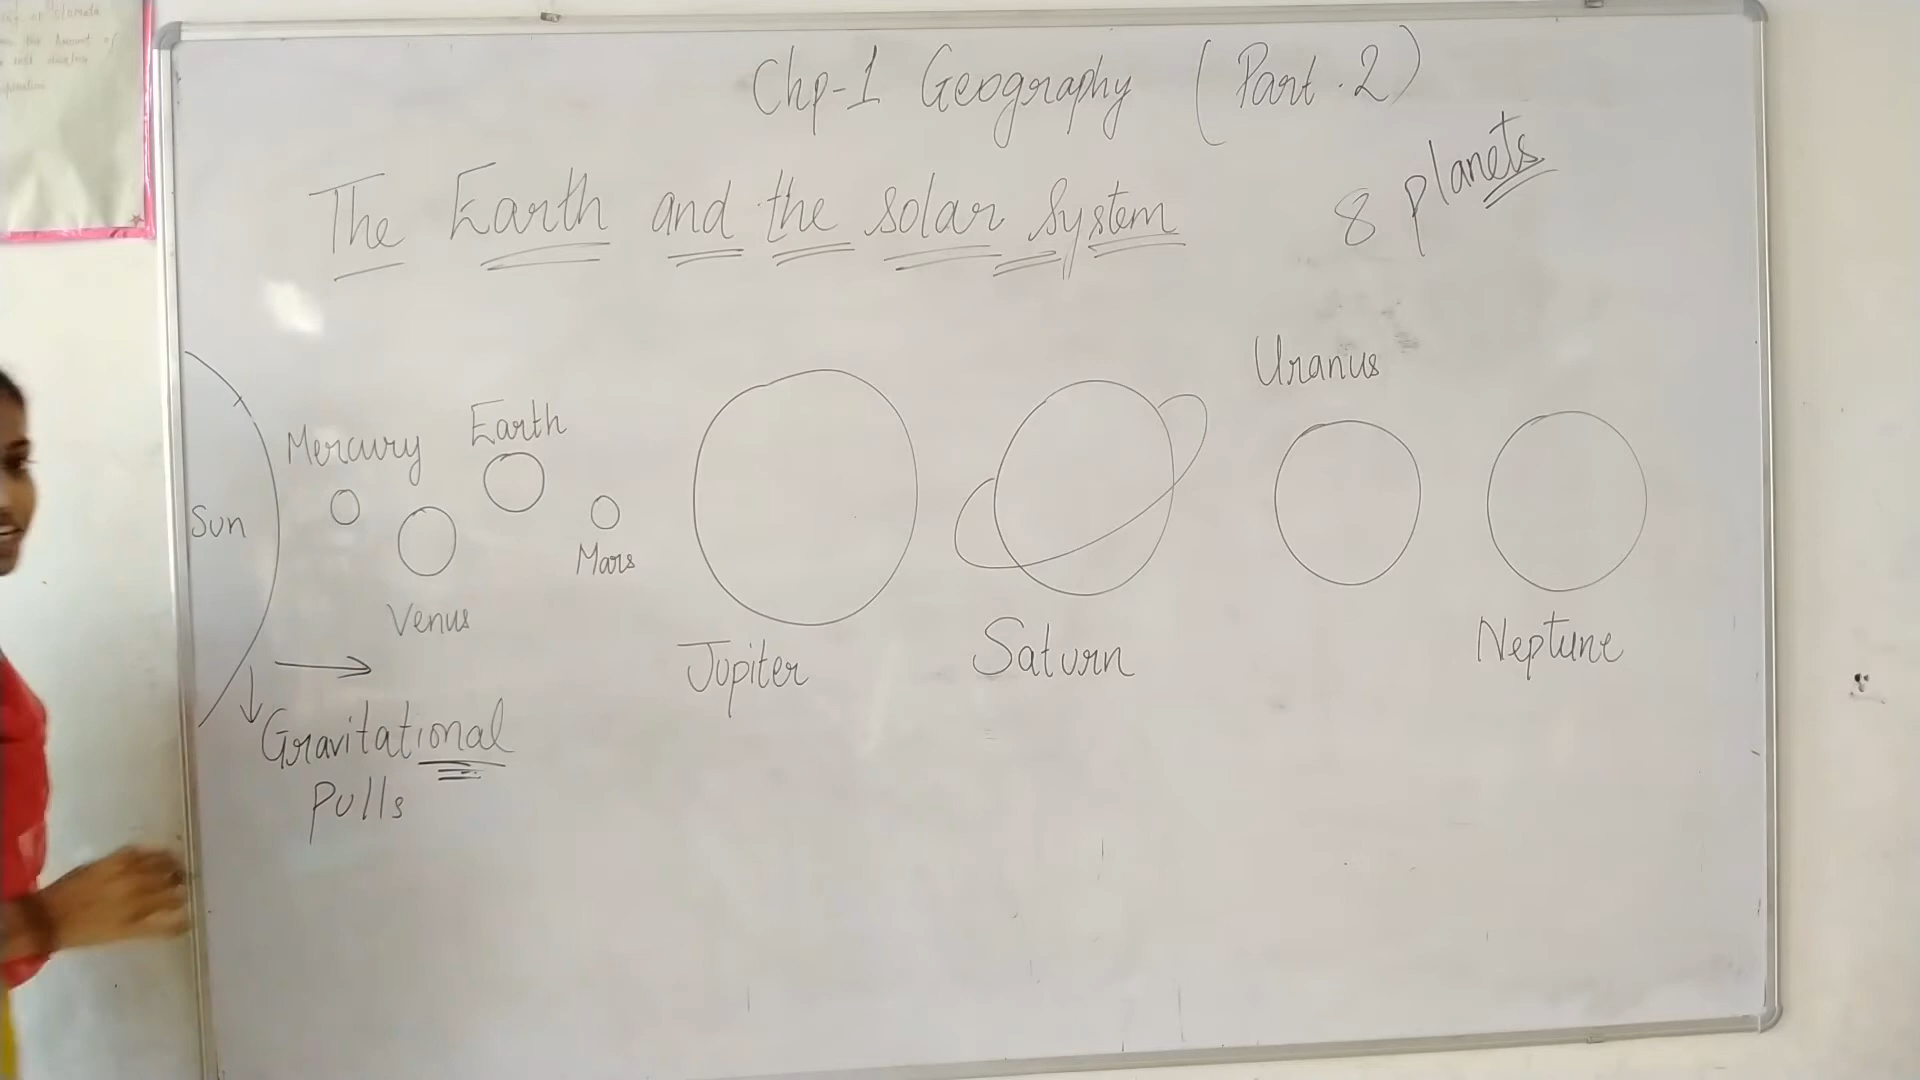 Chp-1 Geography (Part.2)
The Earth and the solar system
8 planets
Uranus
Earth
Mercury
Sun
Mars
Venus
Jupiter
Saturn
Neptune
Gravitational
Pulls